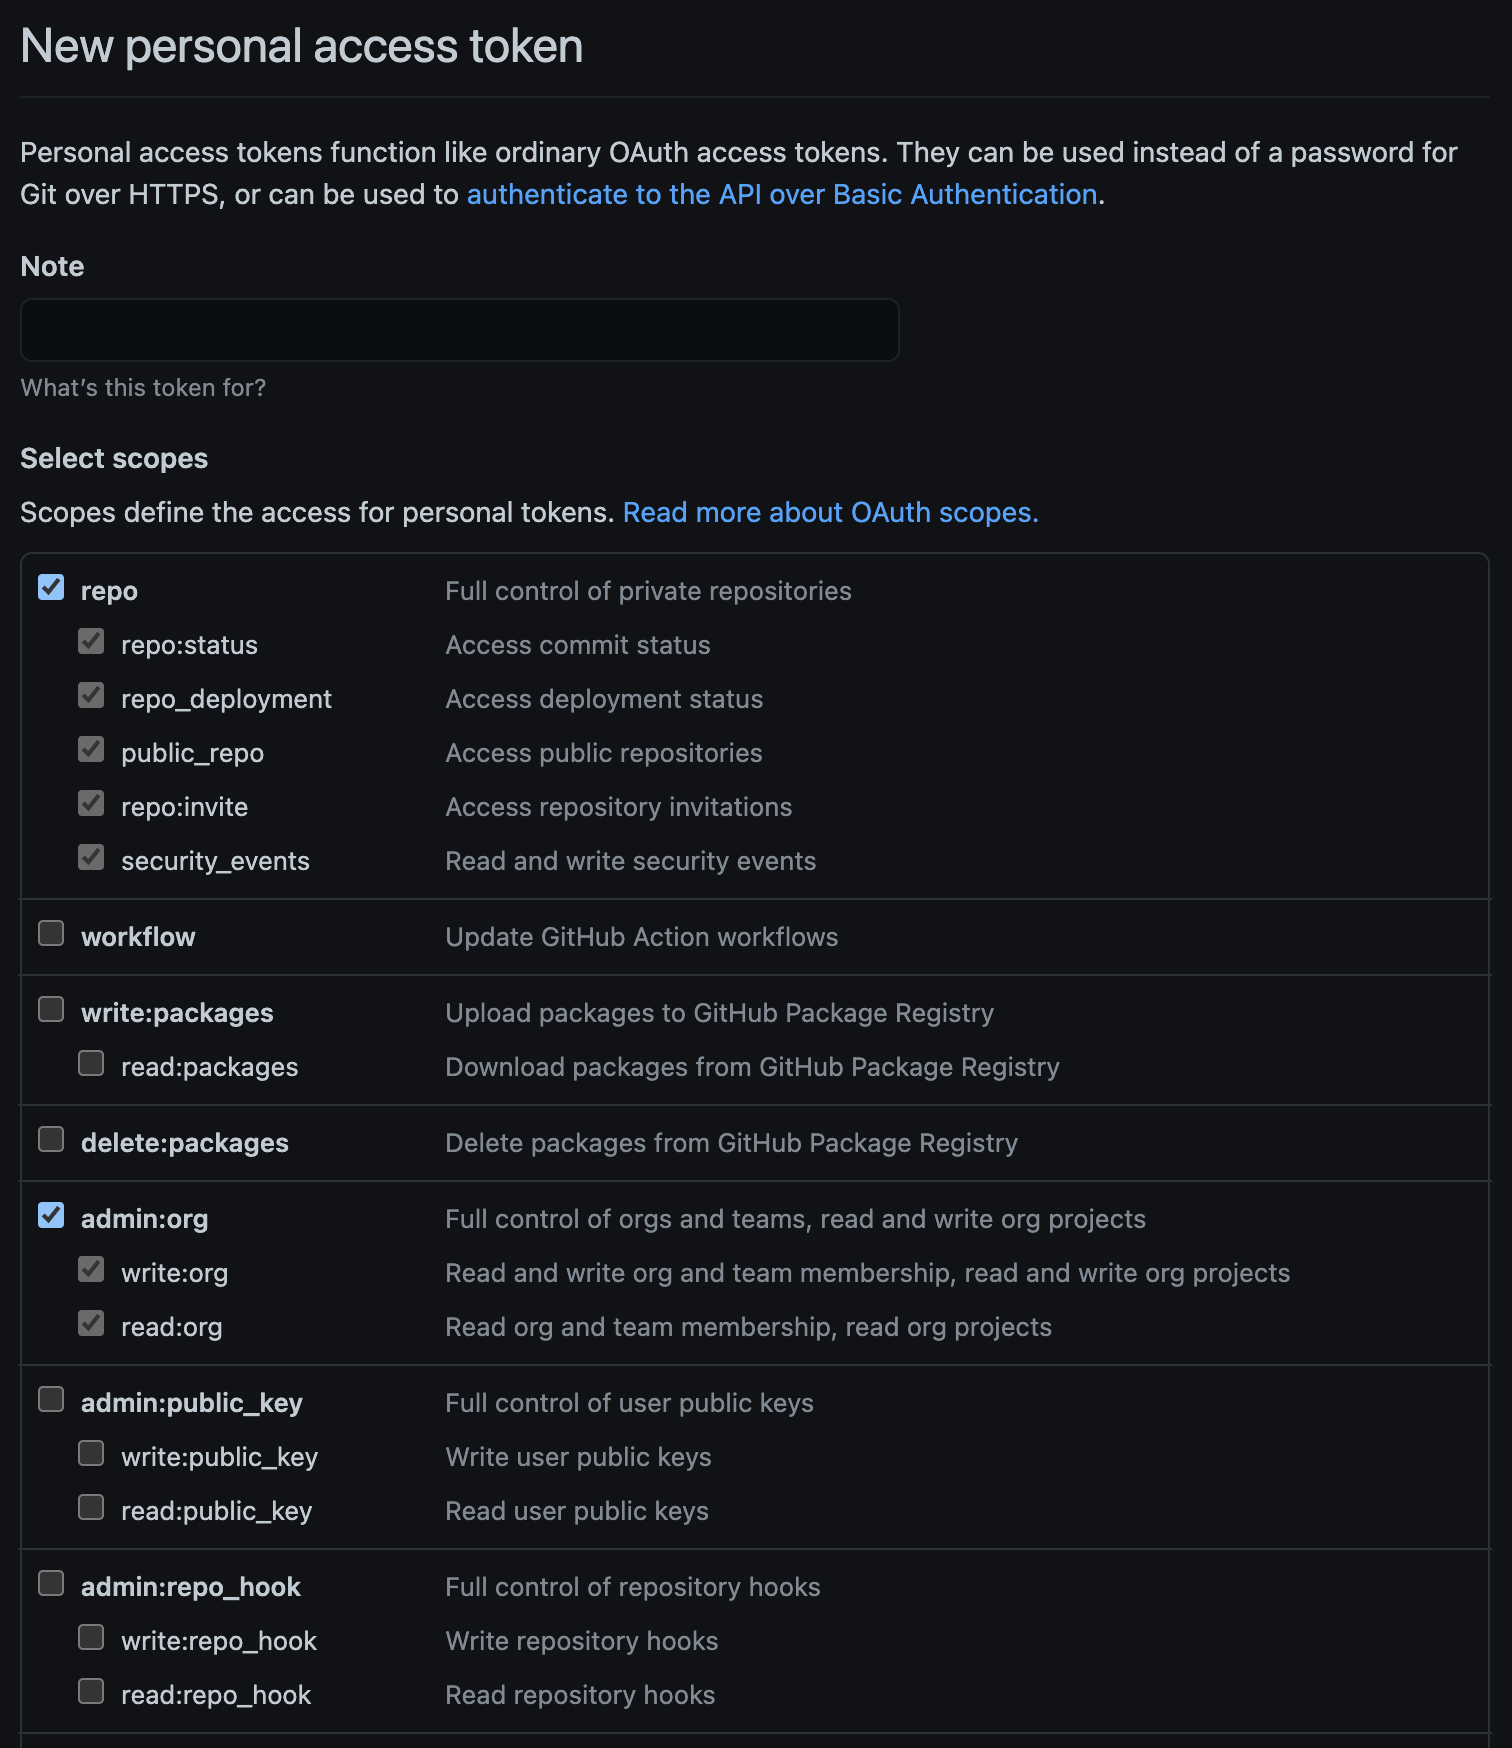 New personal access token
Personal access tokens function like ordinary OAuth access tokens. They can be used instead of a password for
Git over HTTPS, or can be used to authenticate to the API over Basic Authentication.
Note
What's this token for?
Select scopes
Scopes define the access for personal tokens. Read more about OAuth scopes.
repo Full control of private repositories
repo:status Access commit status
repo_deployment Access deployment status
public_repo Access public repositories
repo:invite Access repository invitations
security_events Read and write security events
workflow Update GitHub Action workflows
write:packages Upload packages to GitHub Package Registry
read:packages Download packages from GitHub Package Registry
delete:packages Delete packages from GitHub Package Registry
admin:org Full control of orgs and teams, read and write org projects
write:org Read and write org and team membership, read and write org projects
read:org Read org and team membership, read org projects
admin:public_key Full control of user public keys
write:public_key Write user public keys
read:public_key Read user public keys
admin:repo_hook Full control of repository hooks
write:repo_hook Write repository hooks
read:repo_hook Read repository hooks